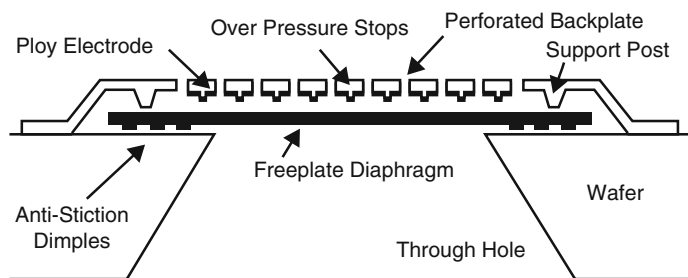 Perforated Backplate
Over Pressure Stops
Ploy Electrode
Support Post
Freeplate Diaphragm
Anti-Stiction
Dimples
Wafer
Through Hole